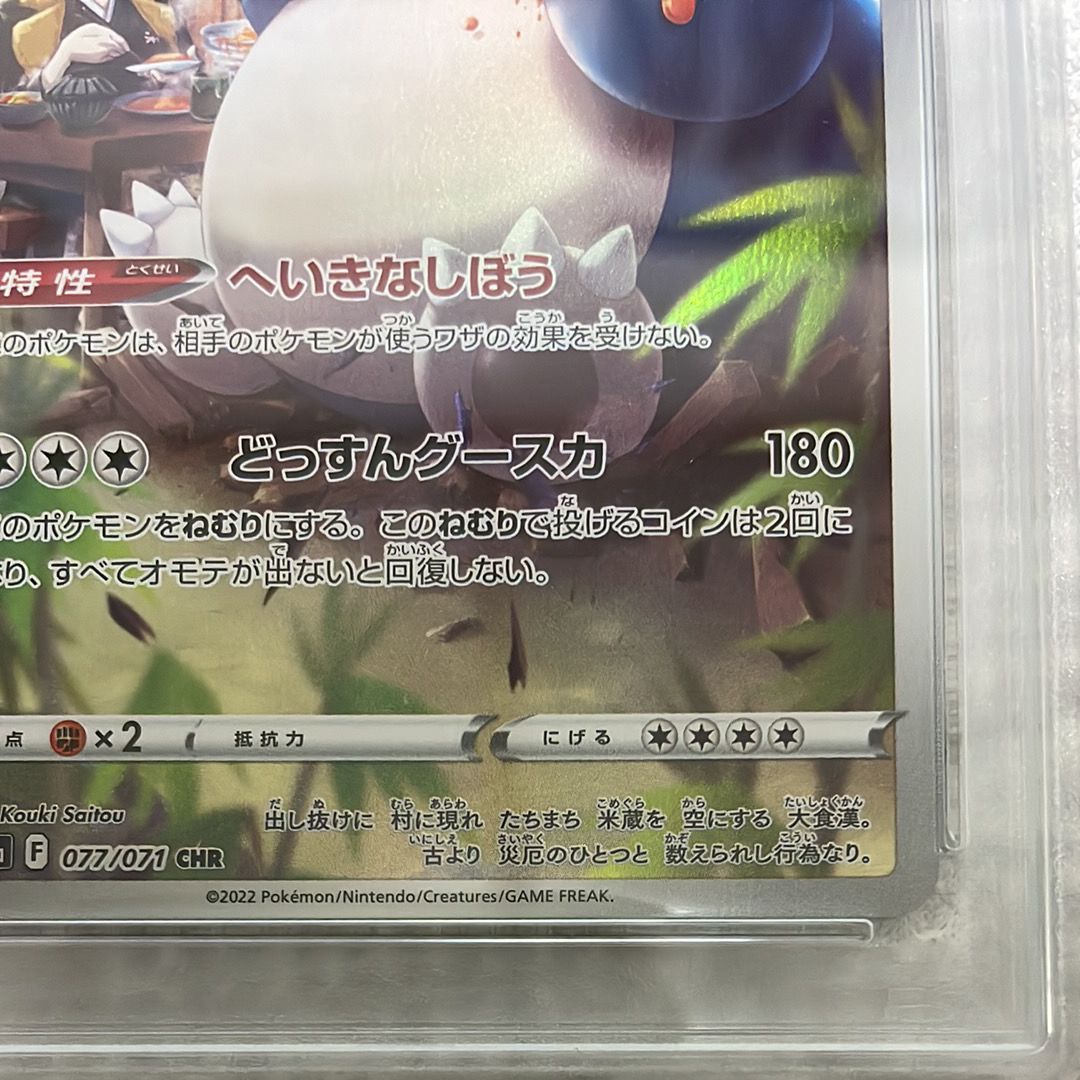 特性 とくせい へいきなしぼう
のポケモンは、相手のポケモンが使うワザの効果を受けない。
どっすんグースカ 180
のポケモンをねむりにする。このねむりで投げるコインは2回に
り、すべてオモテが出ないと回復しない。
点 ×2 抵抗力 にげる
Kouki Saitou
出し抜けに 村に現れ たちまち 米蔵を 空にする 大食漢。
古より 災厄のひとつと 数えられし行為なり。
F 077/071 CHR
©2022 Pokémon/Nintendo/Creatures/GAME FREAK.